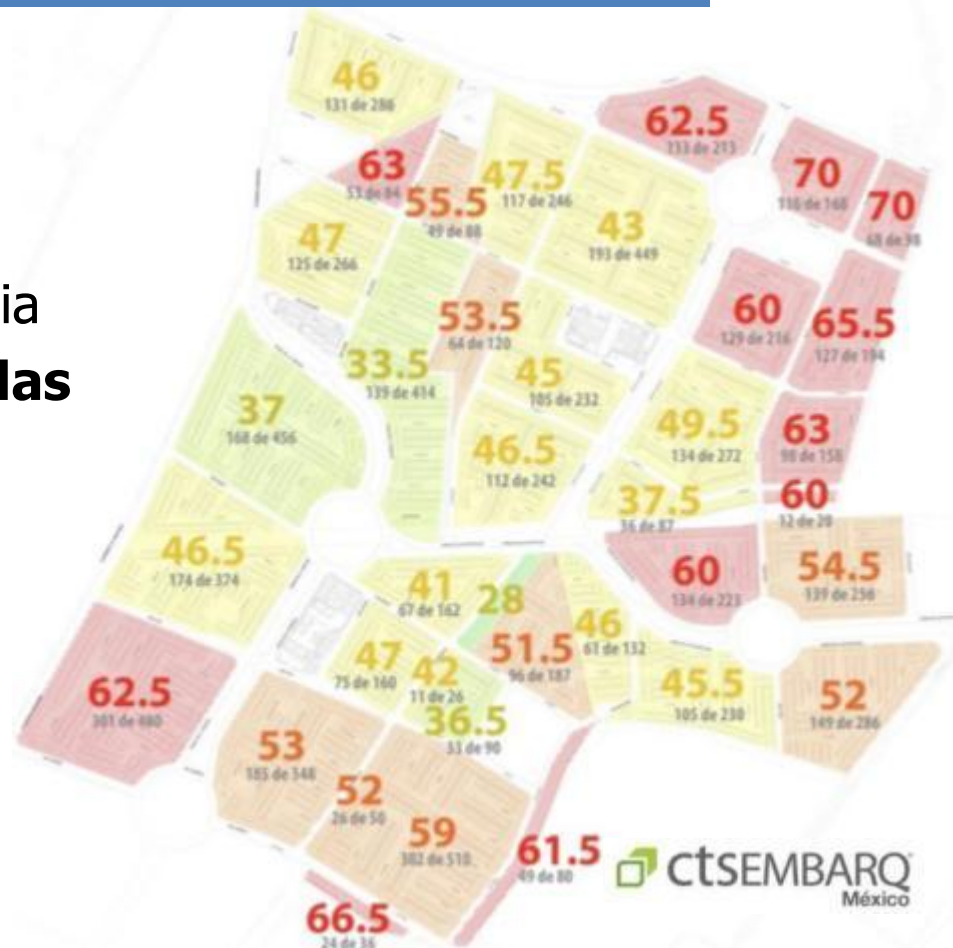 46
131 de 286
62.5
133 de 213
63
53 de 84
47.5
117 de 246
70
116 de 168
55.5
49 de 88
70
68 de 98
43
193 de 449
47
125 de 266
ia
53.5
64 de 120
60
129 de 216
65.5
127 de 194
33.5
139 de 414
las
45
105 de 232
37
168 de 456
49.5
134 de 272
63
98 de 158
46.5
112 de 242
37.5
36 de 87
60
12 de 20
46.5
174 de 374
60
134 de 223
54.5
139 de 256
41
67 de 162
28
46
61 de 132
51.5
96 de 187
47
75 de 160
42
11 de 26
45.5
105 de 230
62.5
301 de 480
52
149 de 286
36.5
33 de 90
53
185 de 348
52
26 de 50
59
302 de 510
61.5
49 de 80
CTSEMBARQ
México
66.5
24 de 36